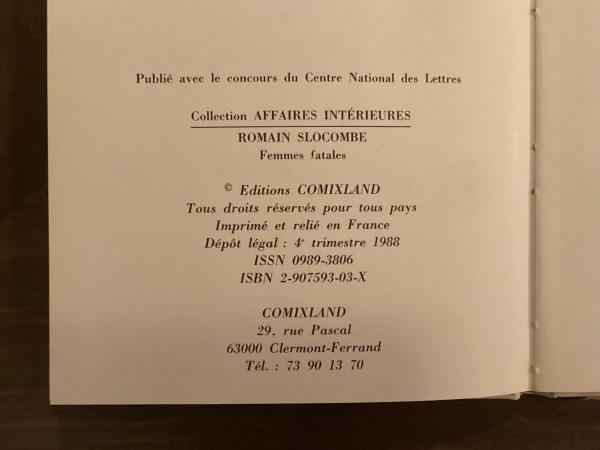 Publié avec le concours du Centre National des Lettres
Collection AFFAIRES INTÉRIEURES
ROMAIN SLOCOMBE
Femmes fatales
© Editions COMIXLAND
Tous droits réservés pour tous pays
Imprimé et relié en France
Dépôt légal : 4e trimestre 1988
ISSN 0989-3806
ISBN 2-907593-03-X
COMIXLAND
29, rue Pascal
63000 Clermont-Ferrand
Tél. : 73 90 13 70